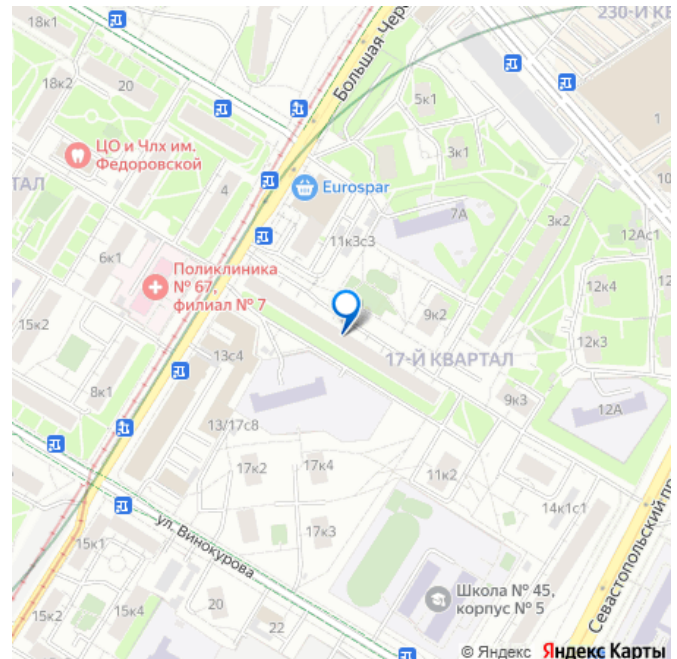 18к1
230-Й КВ
Большая Чер
18к2
20
5к1
1
ЦО и Члх им.
Федоровской
3к1
10
ТАЛ
4
Eurospar
7А
3к2
12Ас1
11к3с3
6к1
Поликлиника
№ 67,
филиал № 7
12к4
9к2
15к2
12к3
13с4
17-Й КВАРТАЛ
8к1
9к3
12А
13/17с8
17к2
17к4
11к2
14к1с1
ул. Винокурова
17к3
15к1
Севастопольский пр
Школа № 45,
корпус № 5
15к2
15к4
20
22
© Яндекс Яндекс Карты